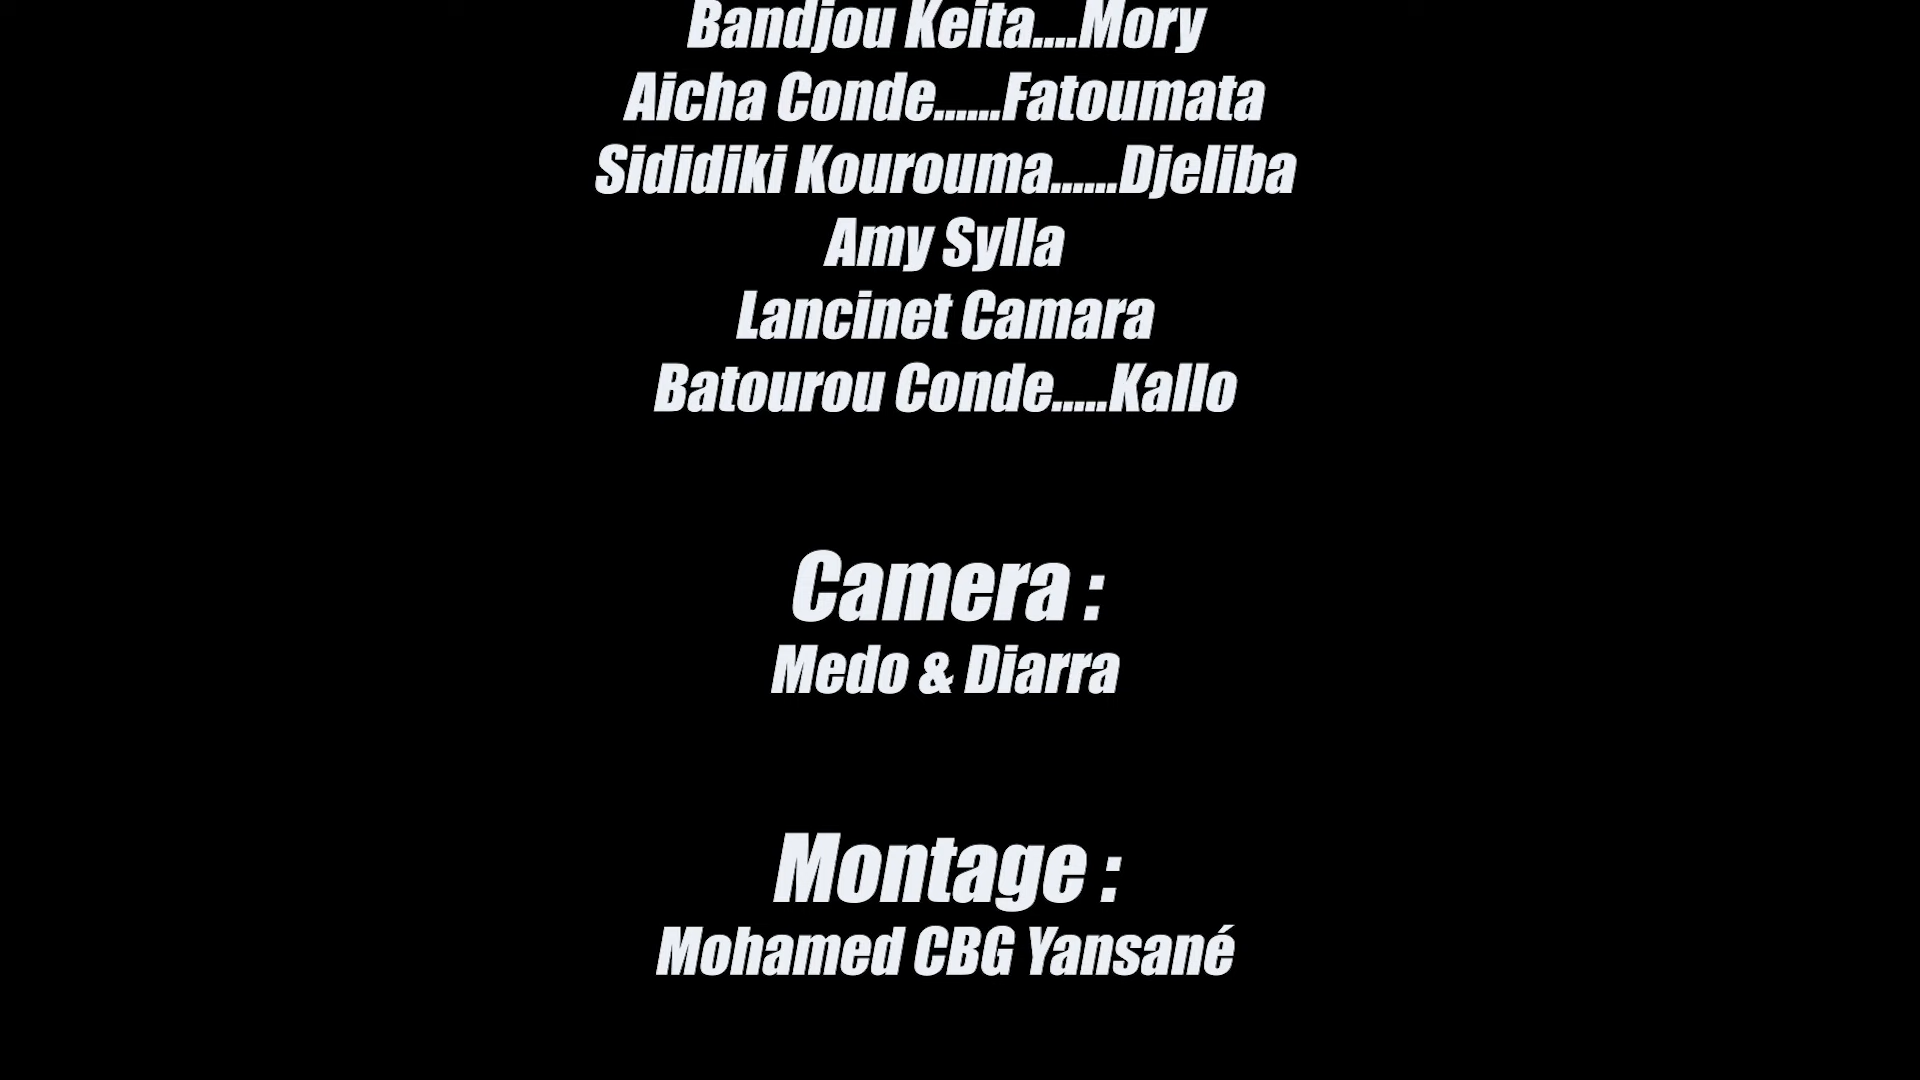 Bandjou Keita....Mory
Aicha Conde......Fatoumata
Sididiki Kourouma......Djeliba
Amy Sylla
Lancinet Camara
Batourou Conde.....Kallo
Camera :
Medo & Diarra
Montage :
Mohamed CBG Yansané